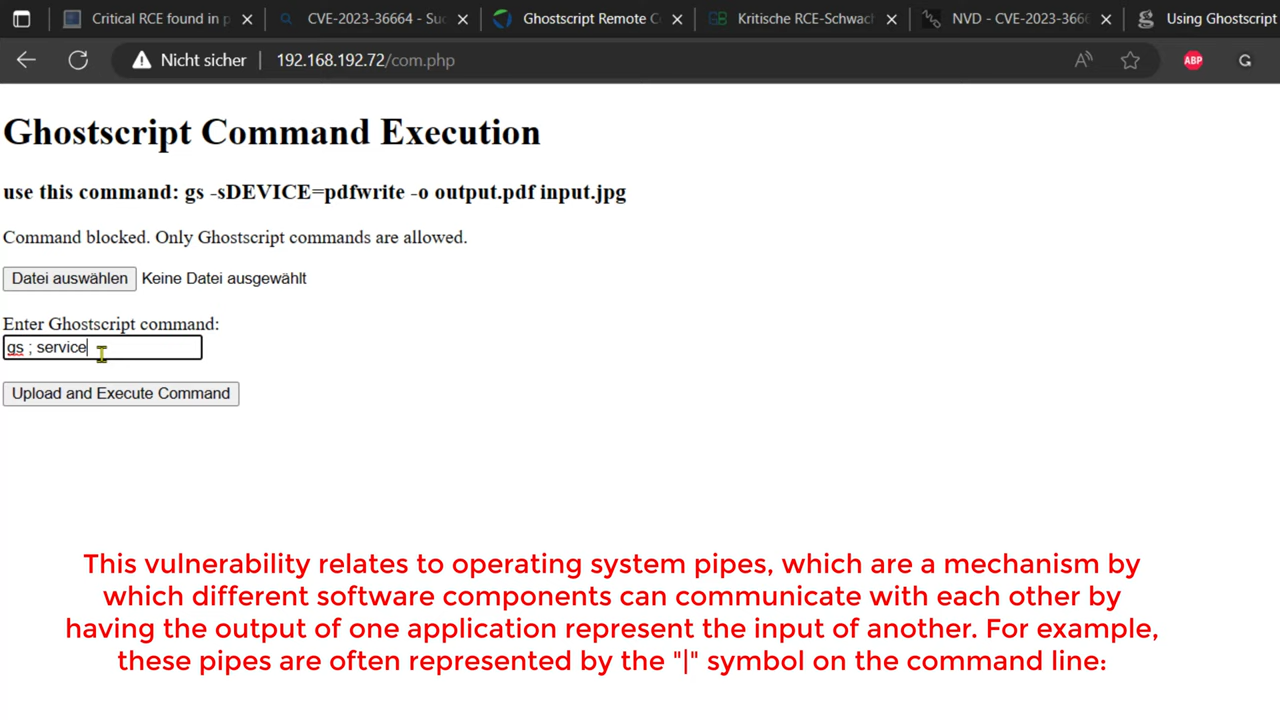 Critical RCE found in p
CVE-2023-36664 - Suc
Ghostscript Remote C
Kritische RCE-Schwach
NVD - CVE-2023-3666
Using Ghostscript
Nicht sicher
192.168.192.72/com.php
ABP
Ghostscript Command Execution
use this command: gs -sDEVICE=pdfwrite -o output.pdf input.jpg
Command blocked. Only Ghostscript commands are allowed.
Datei auswählen Keine Datei ausgewählt
Enter Ghostscript command:
gs ; service
Upload and Execute Command
This vulnerability relates to operating system pipes, which are a mechanism by
which different software components can communicate with each other by
having the output of one application represent the input of another. For example,
these pipes are often represented by the "|" symbol on the command line: